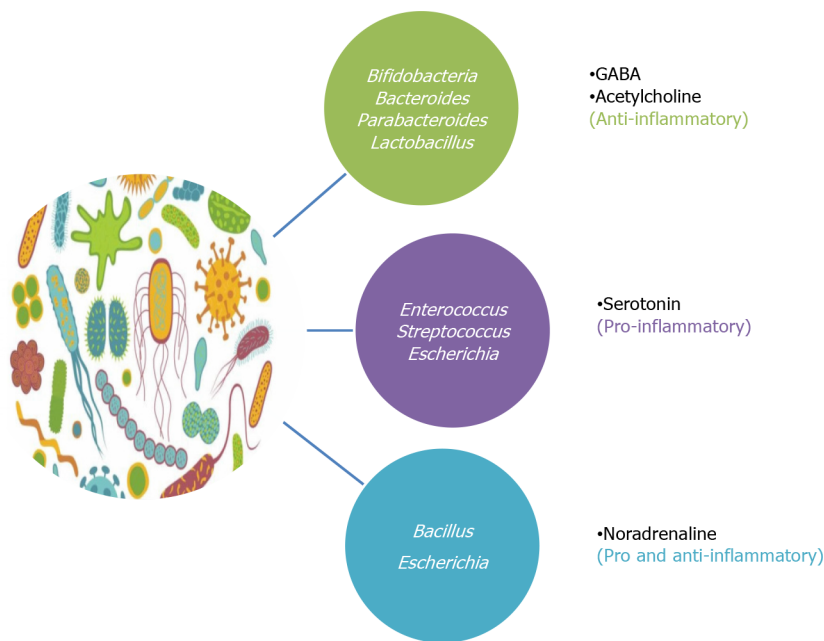 Bifidobacteria
Bacteroides
Parabacteroides
Lactobacillus
•GABA
•Acetylcholine
(Anti-inflammatory)
Enterococcus
Streptococcus
Escherichia
•Serotonin
(Pro-inflammatory)
Bacillus
Escherichia
•Noradrenaline
(Pro and anti-inflammatory)